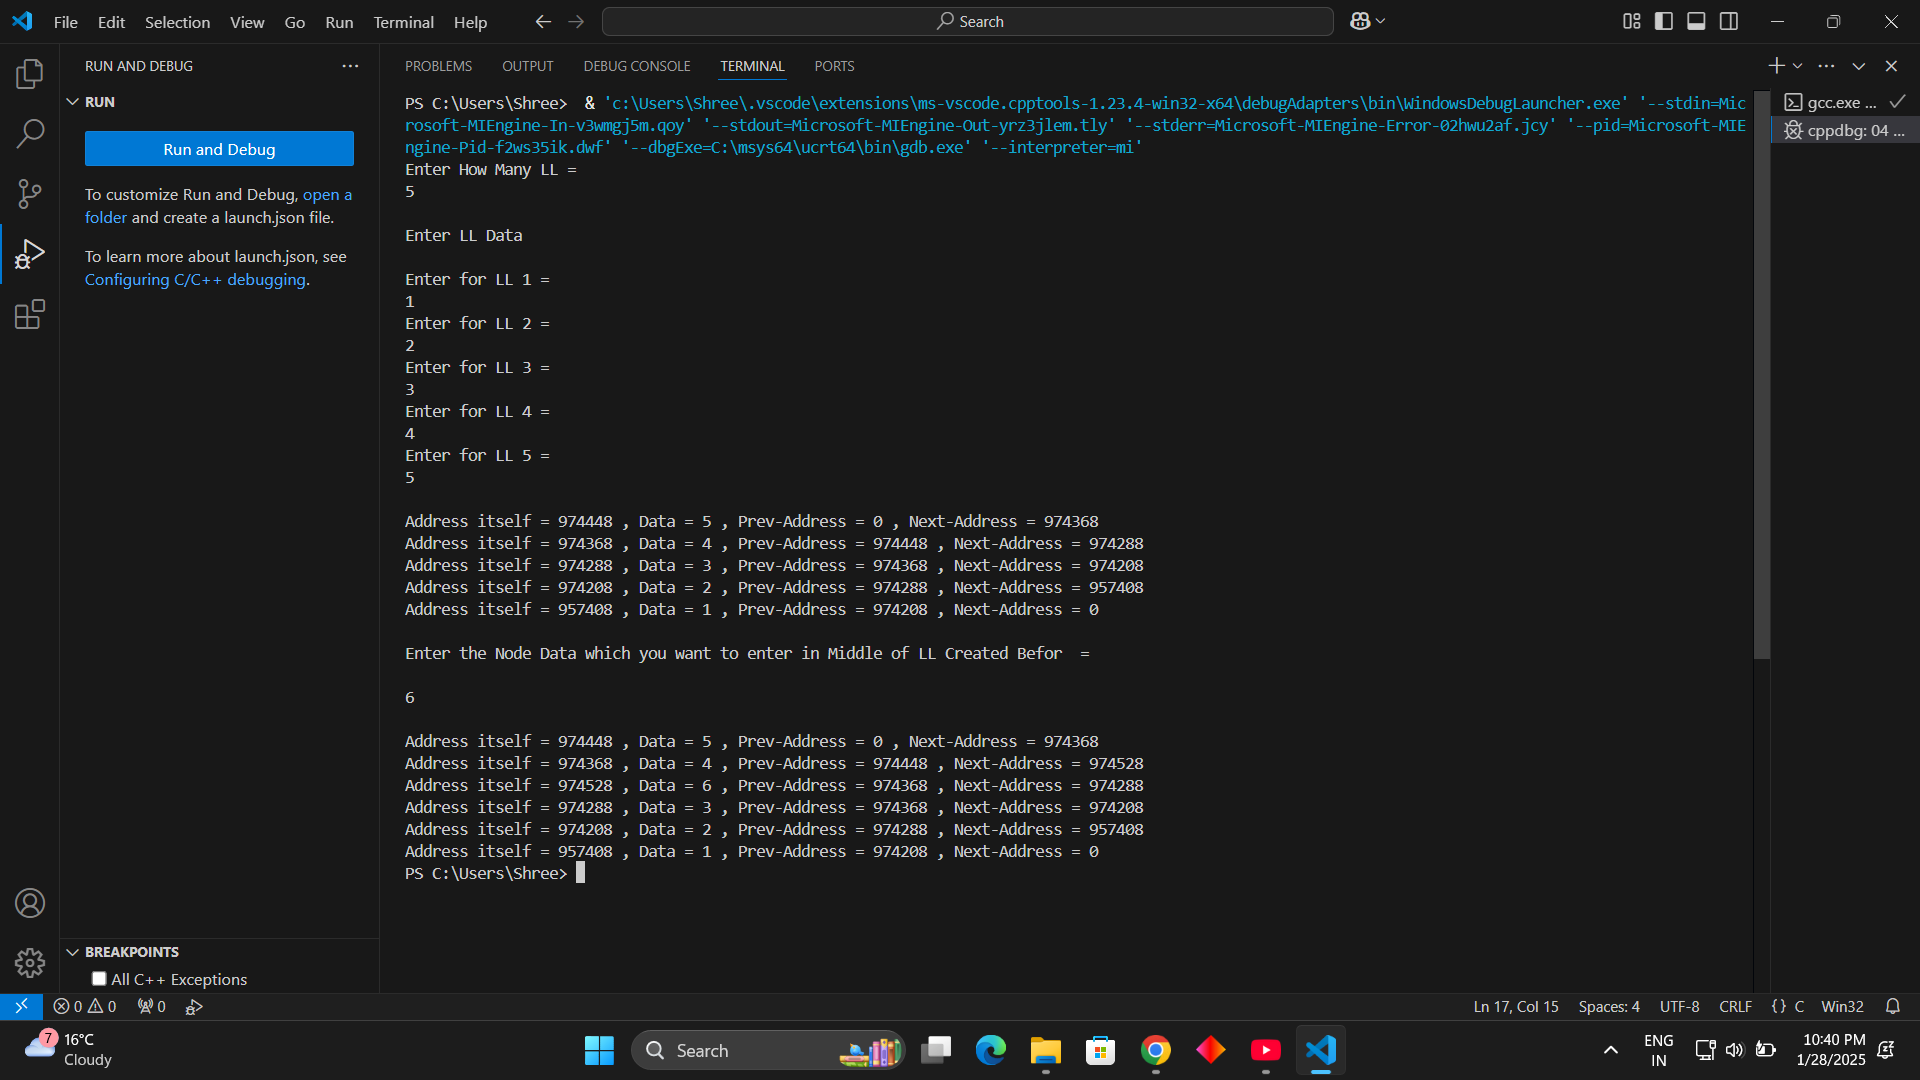 File Edit Selection View Go Run Terminal Help
Search
RUN AND DEBUG
RUN
Run and Debug
To customize Run and Debug, open a
folder and create a launch.json file.
To learn more about launch.json, see
Configuring C/C++ debugging.
BREAKPOINTS
All C++ Exceptions
PROBLEMS OUTPUT DEBUG CONSOLE TERMINAL PORTS
PS C:\Users\Shree>  & 'c:\Users\Shree\.vscode\extensions\ms-vscode.cpptools-1.23.4-win32-x64\debugAdapters\bin\WindowsDebugLauncher.exe' '--stdin=Mic
rosoft-MIEngine-In-v3wmgj5m.qoy' '--stdout=Microsoft-MIEngine-Out-yrz3jlem.tly' '--stderr=Microsoft-MIEngine-Error-02hwu2af.jcy' '--pid=Microsoft-MIE
ngine-Pid-f2ws35ik.dwf' '--dbgExe=C:\msys64\ucrt64\bin\gdb.exe' '--interpreter=mi'
Enter How Many LL =
5
Enter LL Data
Enter for LL 1 =
1
Enter for LL 2 =
2
Enter for LL 3 =
3
Enter for LL 4 =
4
Enter for LL 5 =
5
Address itself = 974448 , Data = 5 , Prev-Address = 0 , Next-Address = 974368
Address itself = 974368 , Data = 4 , Prev-Address = 974448 , Next-Address = 974288
Address itself = 974288 , Data = 3 , Prev-Address = 974368 , Next-Address = 974208
Address itself = 974208 , Data = 2 , Prev-Address = 974288 , Next-Address = 957408
Address itself = 957408 , Data = 1 , Prev-Address = 974208 , Next-Address = 0
Enter the Node Data which you want to enter in Middle of LL Created Befor  =
6
Address itself = 974448 , Data = 5 , Prev-Address = 0 , Next-Address = 974368
Address itself = 974368 , Data = 4 , Prev-Address = 974448 , Next-Address = 974528
Address itself = 974528 , Data = 6 , Prev-Address = 974368 , Next-Address = 974288
Address itself = 974288 , Data = 3 , Prev-Address = 974368 , Next-Address = 974208
Address itself = 974208 , Data = 2 , Prev-Address = 974288 , Next-Address = 957408
Address itself = 957408 , Data = 1 , Prev-Address = 974208 , Next-Address = 0
PS C:\Users\Shree>
gcc.exe ...
cppdbg: 04 ...
0 0 0
Ln 17, Col 15 Spaces: 4 UTF-8 CRLF {} C Win32
7
16°C
Cloudy
Search
ENG
IN
10:40 PM
1/28/2025